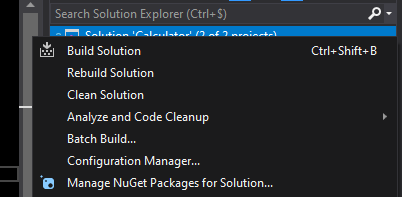 Search Solution Explorer (Ctrl+$)
Solution 'Calculator' (2 of 2 projects)
Build Solution Ctrl+Shift+B
Rebuild Solution
Clean Solution
Analyze and Code Cleanup
Batch Build...
Configuration Manager...
Manage NuGet Packages for Solution...